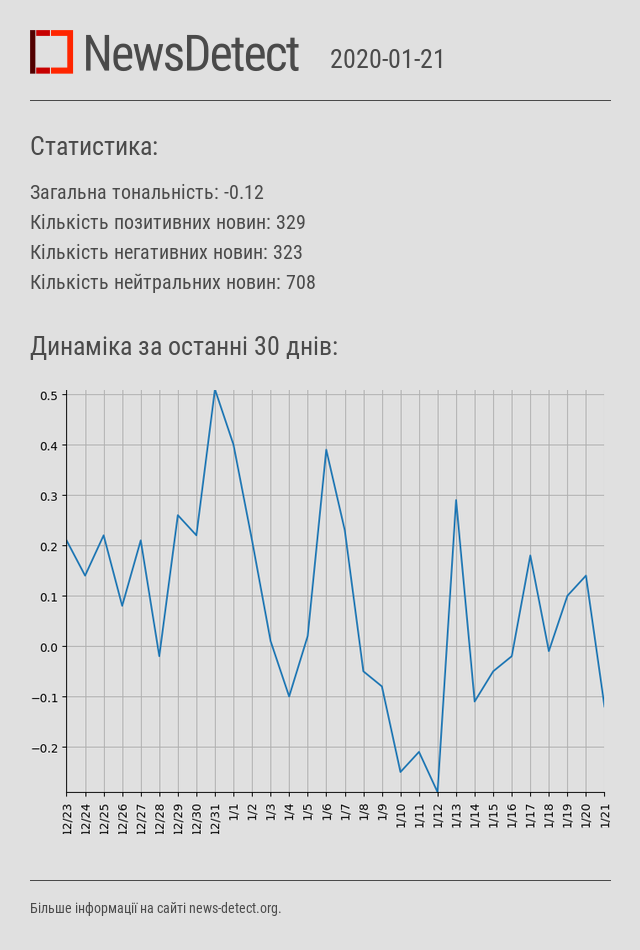 NewsDetect 2020-01-21
Статистика:
Загальна тональність: -0.12
Кількість позитивних новин: 329
Кількість негативних новин: 323
Кількість нейтральних новин: 708
Динаміка за останні 30 днів:
0.5
0.4
0.3
0.2
0.1
0.0
−0.1
−0.2
12/23 12/24 12/25 12/26 12/27 12/28 12/29 12/30 12/31 1/1 1/2 1/3 1/4 1/5 1/6 1/7 1/8 1/9 1/10 1/11 1/12 1/13 1/14 1/15 1/16 1/17 1/18 1/19 1/20 1/21
Більше інформації на сайті news-detect.org.